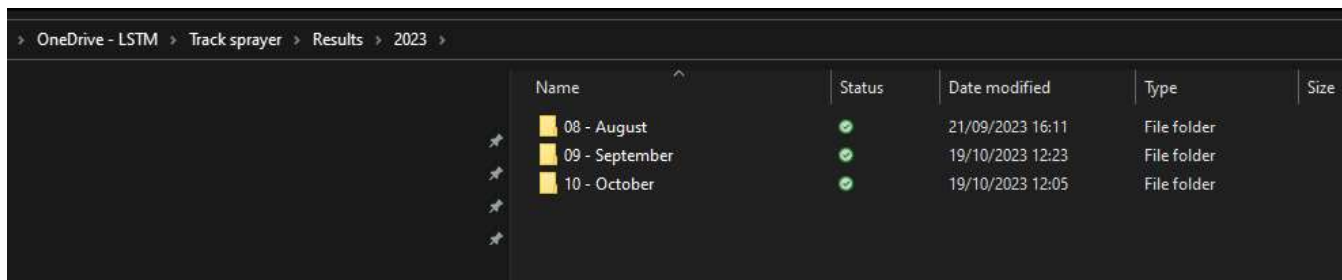 > OneDrive - LSTM > Track sprayer > Results > 2023 >
Name Status Date modified Type Size
08 - August 21/09/2023 16:11 File folder
09 - September 19/10/2023 12:23 File folder
10 - October 19/10/2023 12:05 File folder